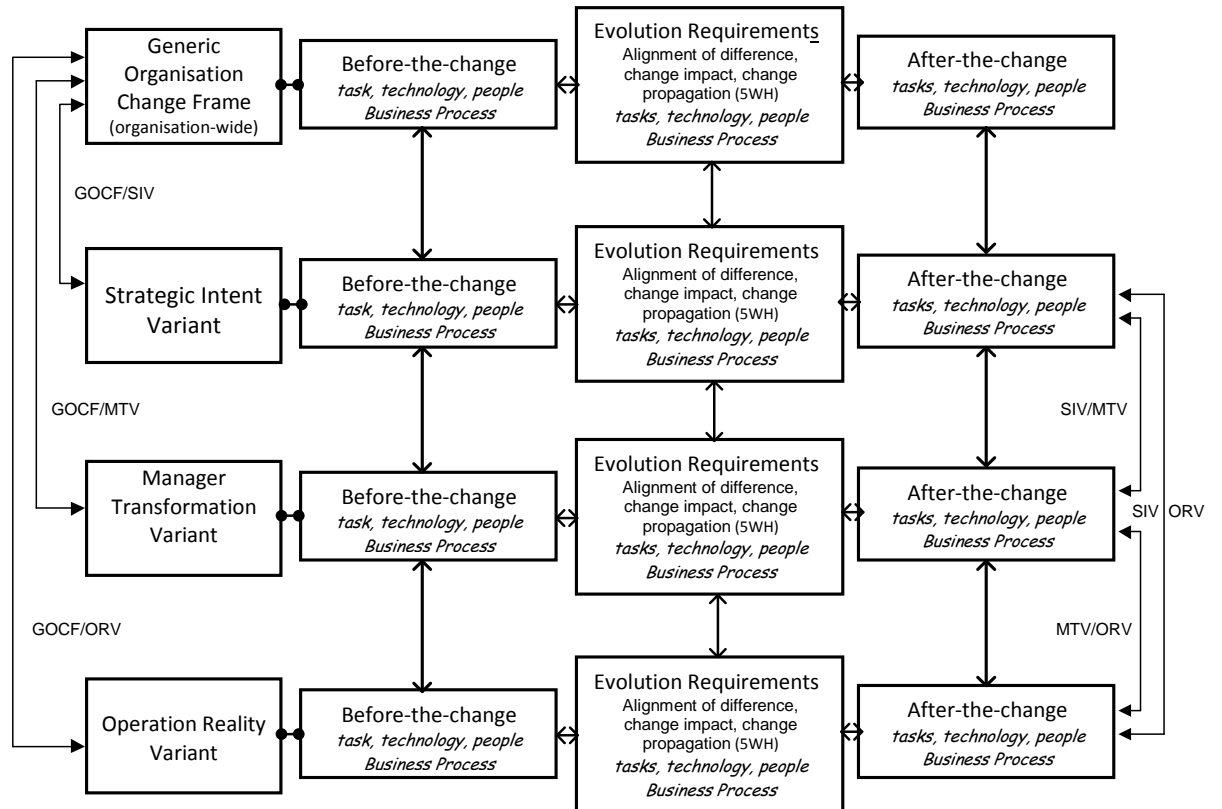 Generic
Organisation
Change Frame
(organisation-wide)
Before-the-change
task, technology, people
Business Process
Evolution Requirements
Alignment of difference,
change impact, change
propagation (5WH)
tasks, technology, people
Business Process
After-the-change
tasks, technology, people
Business Process
GOCF/SIV
Strategic Intent
Variant
Before-the-change
task, technology, people
Business Process
Evolution Requirements
Alignment of difference,
change impact, change
propagation (5WH)
tasks, technology, people
Business Process
After-the-change
tasks, technology, people
Business Process
GOCF/MTV
SIV/MTV
Manager
Transformation
Variant
Before-the-change
task, technology, people
Business Process
Evolution Requirements
Alignment of difference,
change impact, change
propagation (5WH)
tasks, technology, people
Business Process
After-the-change
tasks, technology, people
Business Process
SIV ORV
GOCF/ORV
MTV/ORV
Operation Reality
Variant
Before-the-change
task, technology, people
Business Process
Evolution Requirements
Alignment of difference,
change impact, change
propagation (5WH)
tasks, technology, people
Business Process
After-the-change
tasks, technology, people
Business Process